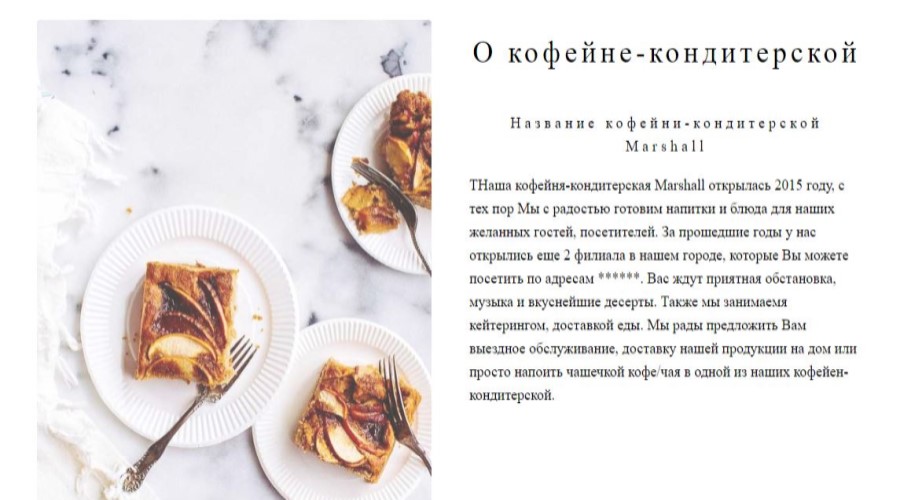 О кофейне-кондитерской
Название кофейни-кондитерской
Marshall
ТНаша кофейня-кондитерская Marshall открылась 2015 году, с
тех пор Мы с радостью готовим напитки и блюда для наших
желанных гостей, посетителей. За прошедшие годы у нас
открылись еще 2 филиала в нашем городе, которые Вы можете
посетить по адресам ******. Вас ждут приятная обстановка,
музыка и вкуснейшие десерты. Также мы занимаемя
кейтерингом, доставкой еды. Мы рады предложить Вам
выездное обслуживание, доставку нашей продукции на дом или
просто напоить чашечкой кофе/чая в одной из наших кофейен-
кондитерской.